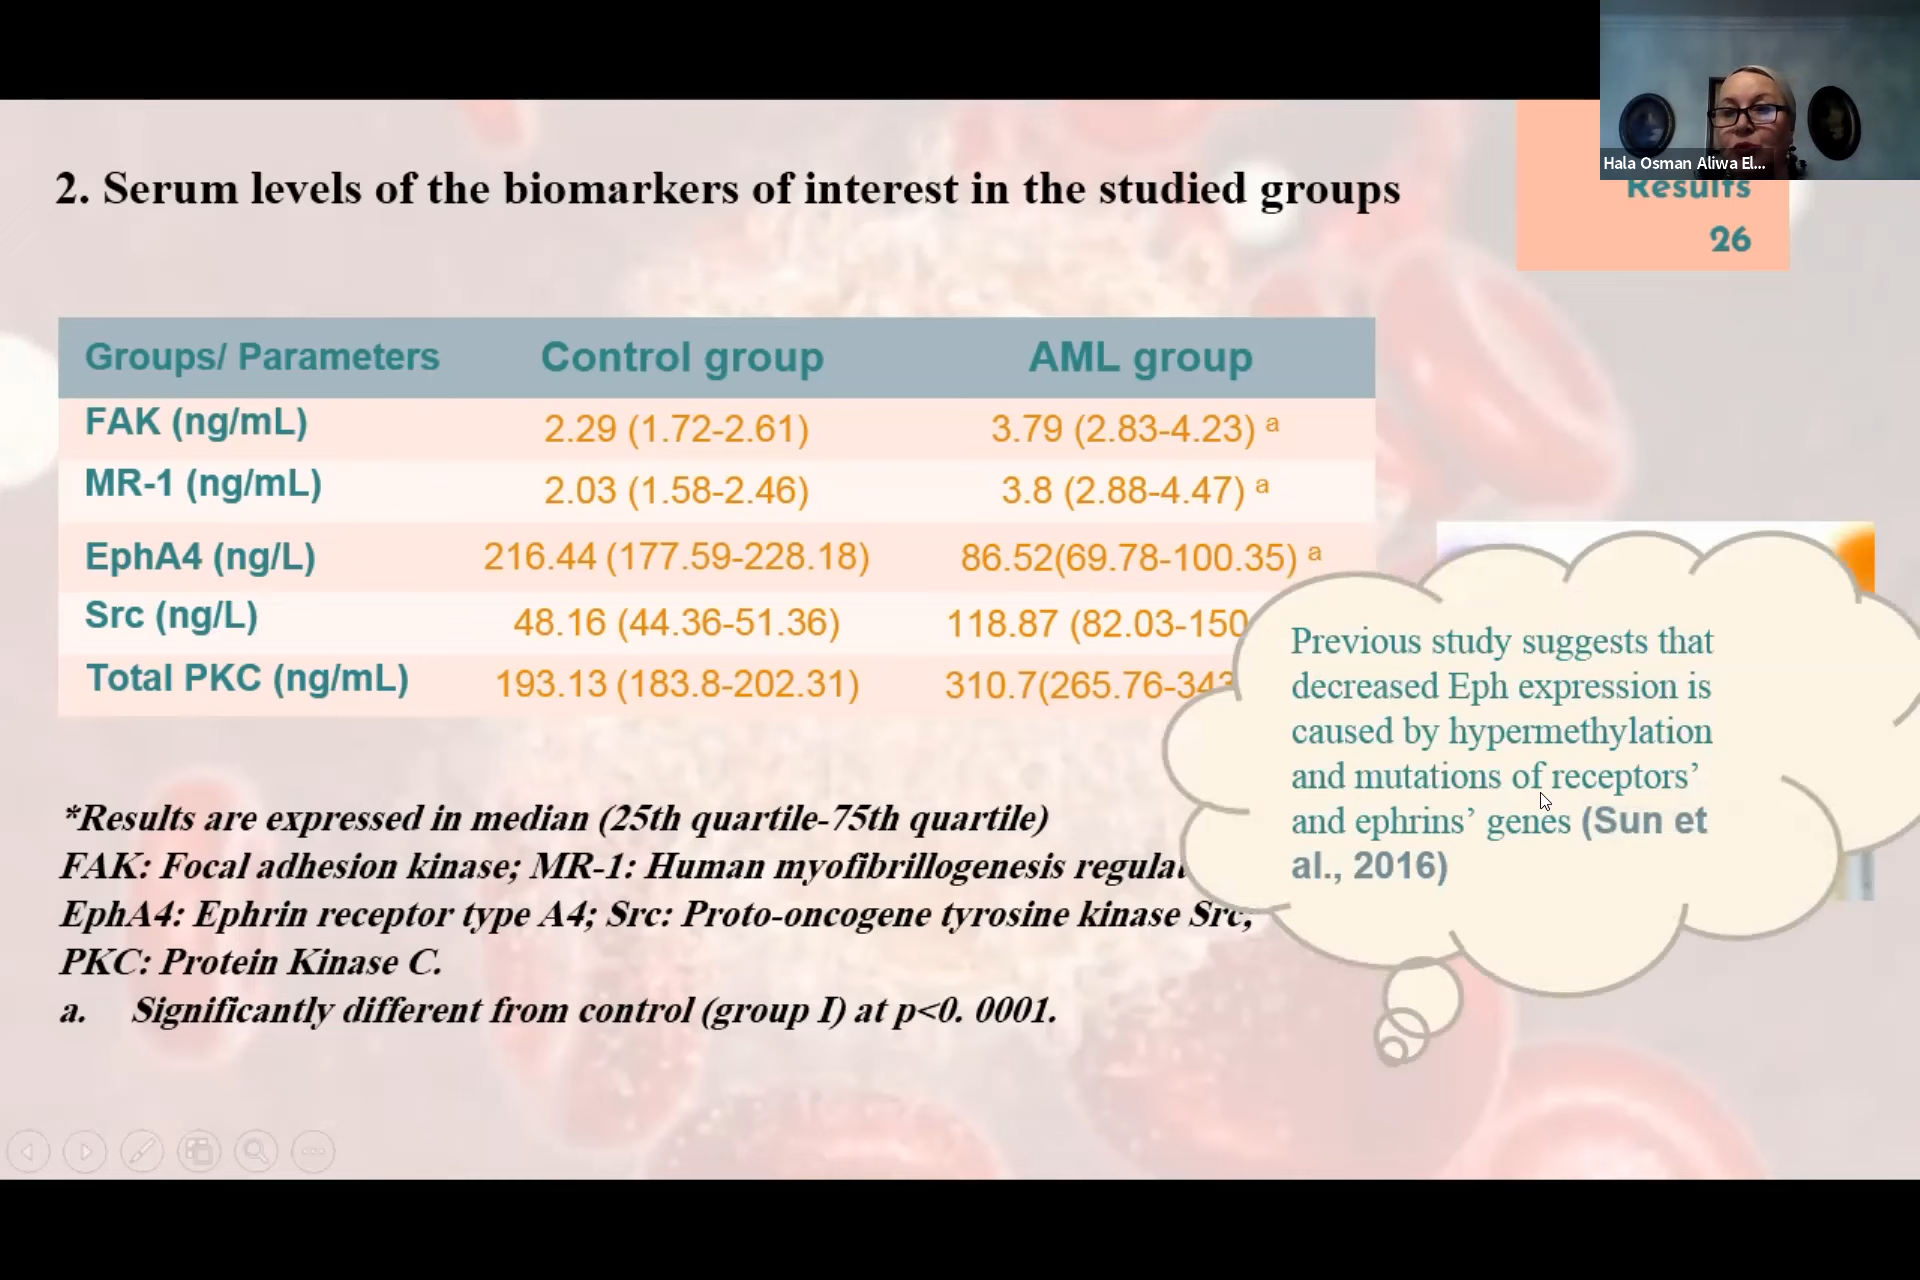 Hala Osman Aliwa El...
Results
26
2. Serum levels of the biomarkers of interest in the studied groups
Groups/ Parameters Control group AML group
FAK (ng/mL) 2.29 (1.72-2.61) 3.79 (2.83-4.23) a
MR-1 (ng/mL) 2.03 (1.58-2.46) 3.8 (2.88-4.47) a
EphA4 (ng/L) 216.44 (177.59-228.18) 86.52(69.78-100.35) a
Src (ng/L) 48.16 (44.36-51.36) 118.87 (82.03-150
Total PKC (ng/mL) 193.13 (183.8-202.31) 310.7(265.76-343
Previous study suggests that
decreased Eph expression is
caused by hypermethylation
and mutations of receptors’
and ephrins’ genes (Sun et
al., 2016)
*Results are expressed in median (25th quartile-75th quartile)
FAK: Focal adhesion kinase; MR-1: Human myofibrillogenesis
EphA4: Ephrin receptor type A4; Src: Proto-oncogene tyrosine kinase Src;
PKC: Protein Kinase C.
a. Significantly different from control (group I) at p<0. 0001.